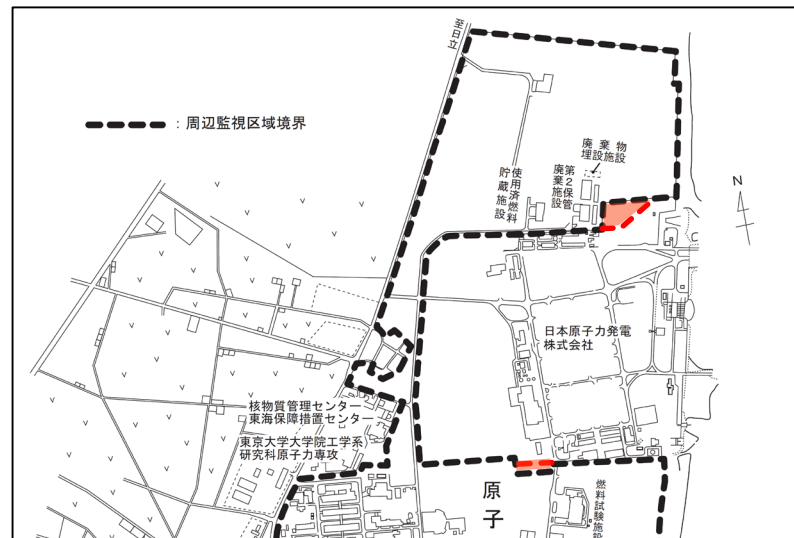 至日立
：周辺監視区域境界
廃棄物
埋設施設
第２保管
廃棄施設
使用済燃料
貯蔵施設
N
日本原子力発電
株式会社
核物質管理センター
東海保障措置センター
東京大学大学院工学系
研究科原子力専攻
原子
燃料試験施設